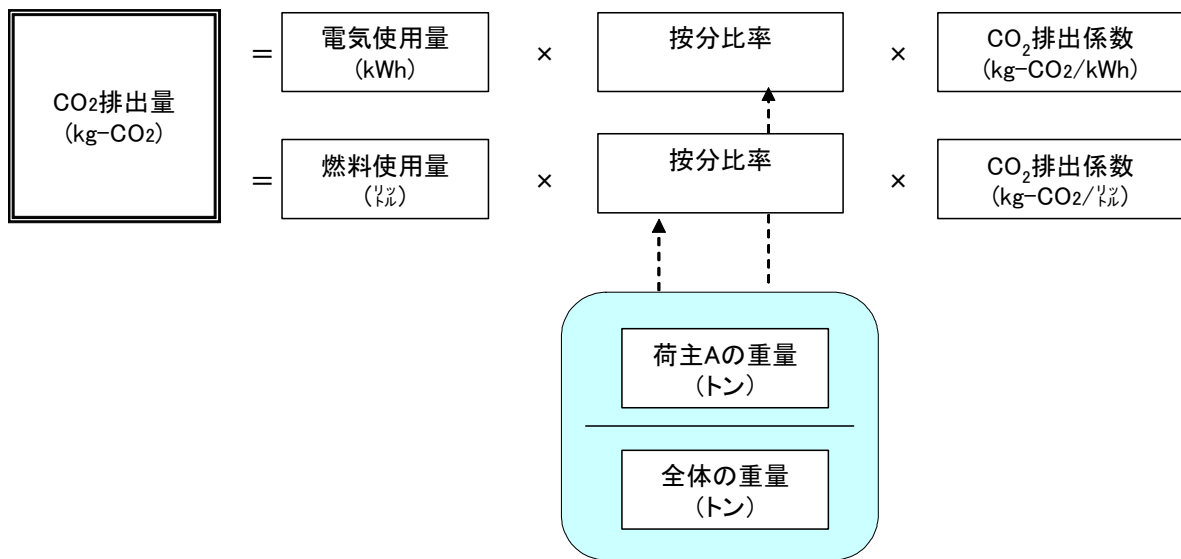 CO2排出量
(kg-CO2)
=
電気使用量
(kWh)
×
按分比率
×
CO2排出係数
(kg-CO2/kWh)
=
燃料使用量
(リットル)
×
按分比率
×
CO2排出係数
(kg-CO2/リットル)
荷主Aの重量
(トン)
全体の重量
(トン)